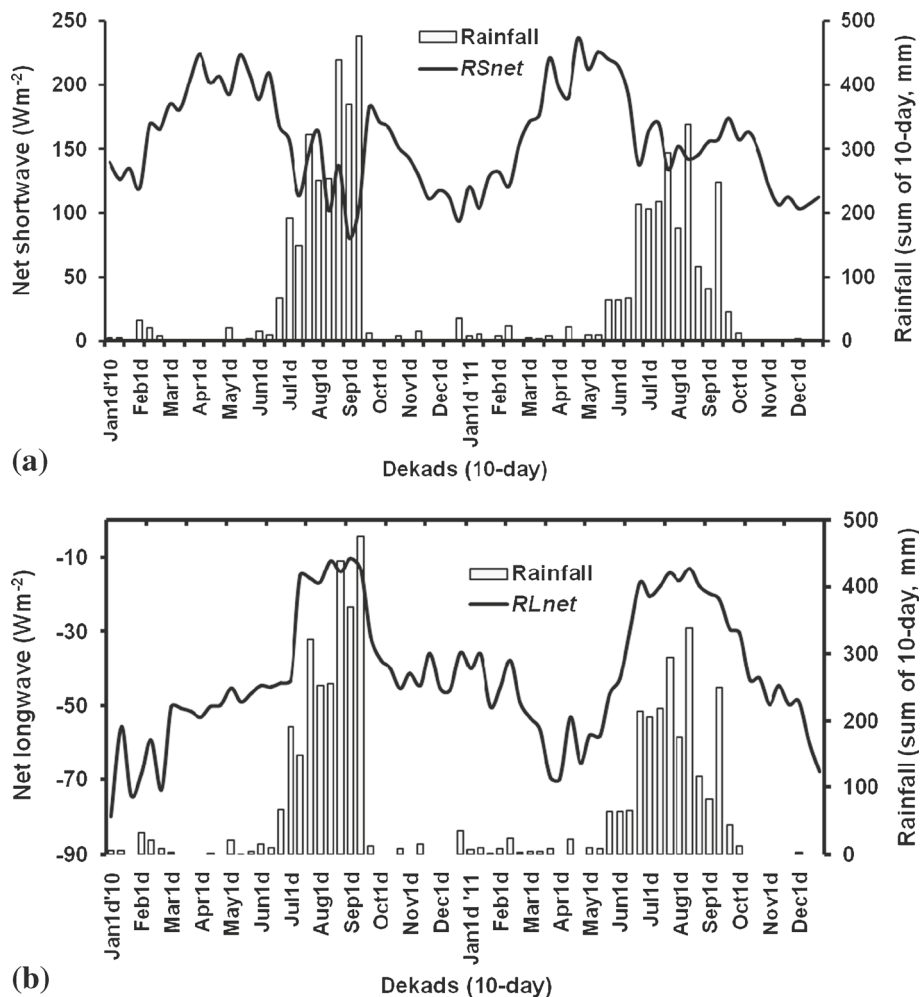 250
200
150
100
50
0
Net shortwave (Wm⁻²)
Rainfall
RSnet
500
400
300
200
100
0
Rainfall (sum of 10-day, mm)
Jan1d'10
Feb1d
Mar1d
Apr1d
May1d
Jun1d
Jul1d
Aug1d
Sep1d
Oct1d
Nov1d
Dec1d
Jan1d '11
Feb1d
Mar1d
Apr1d
May1d
Jun1d
Jul1d
Aug1d
Sep1d
Oct1d
Nov1d
Dec1d
(a)
Dekads (10-day)
-10
-30
-50
-70
-90
Net longwave (Wm⁻²)
Rainfall
RLnet
500
400
300
200
100
0
Rainfall (sum of 10-day, mm)
Jan1d'10
Feb1d
Mar1d
Apr1d
May1d
Jun1d
Jul1d
Aug1d
Sep1d
Oct1d
Nov1d
Dec1d
Jan1d '11
Feb1d
Mar1d
Apr1d
May1d
Jun1d
Jul1d
Aug1d
Sep1d
Oct1d
Nov1d
Dec1d
(b)
Dekads (10-day)